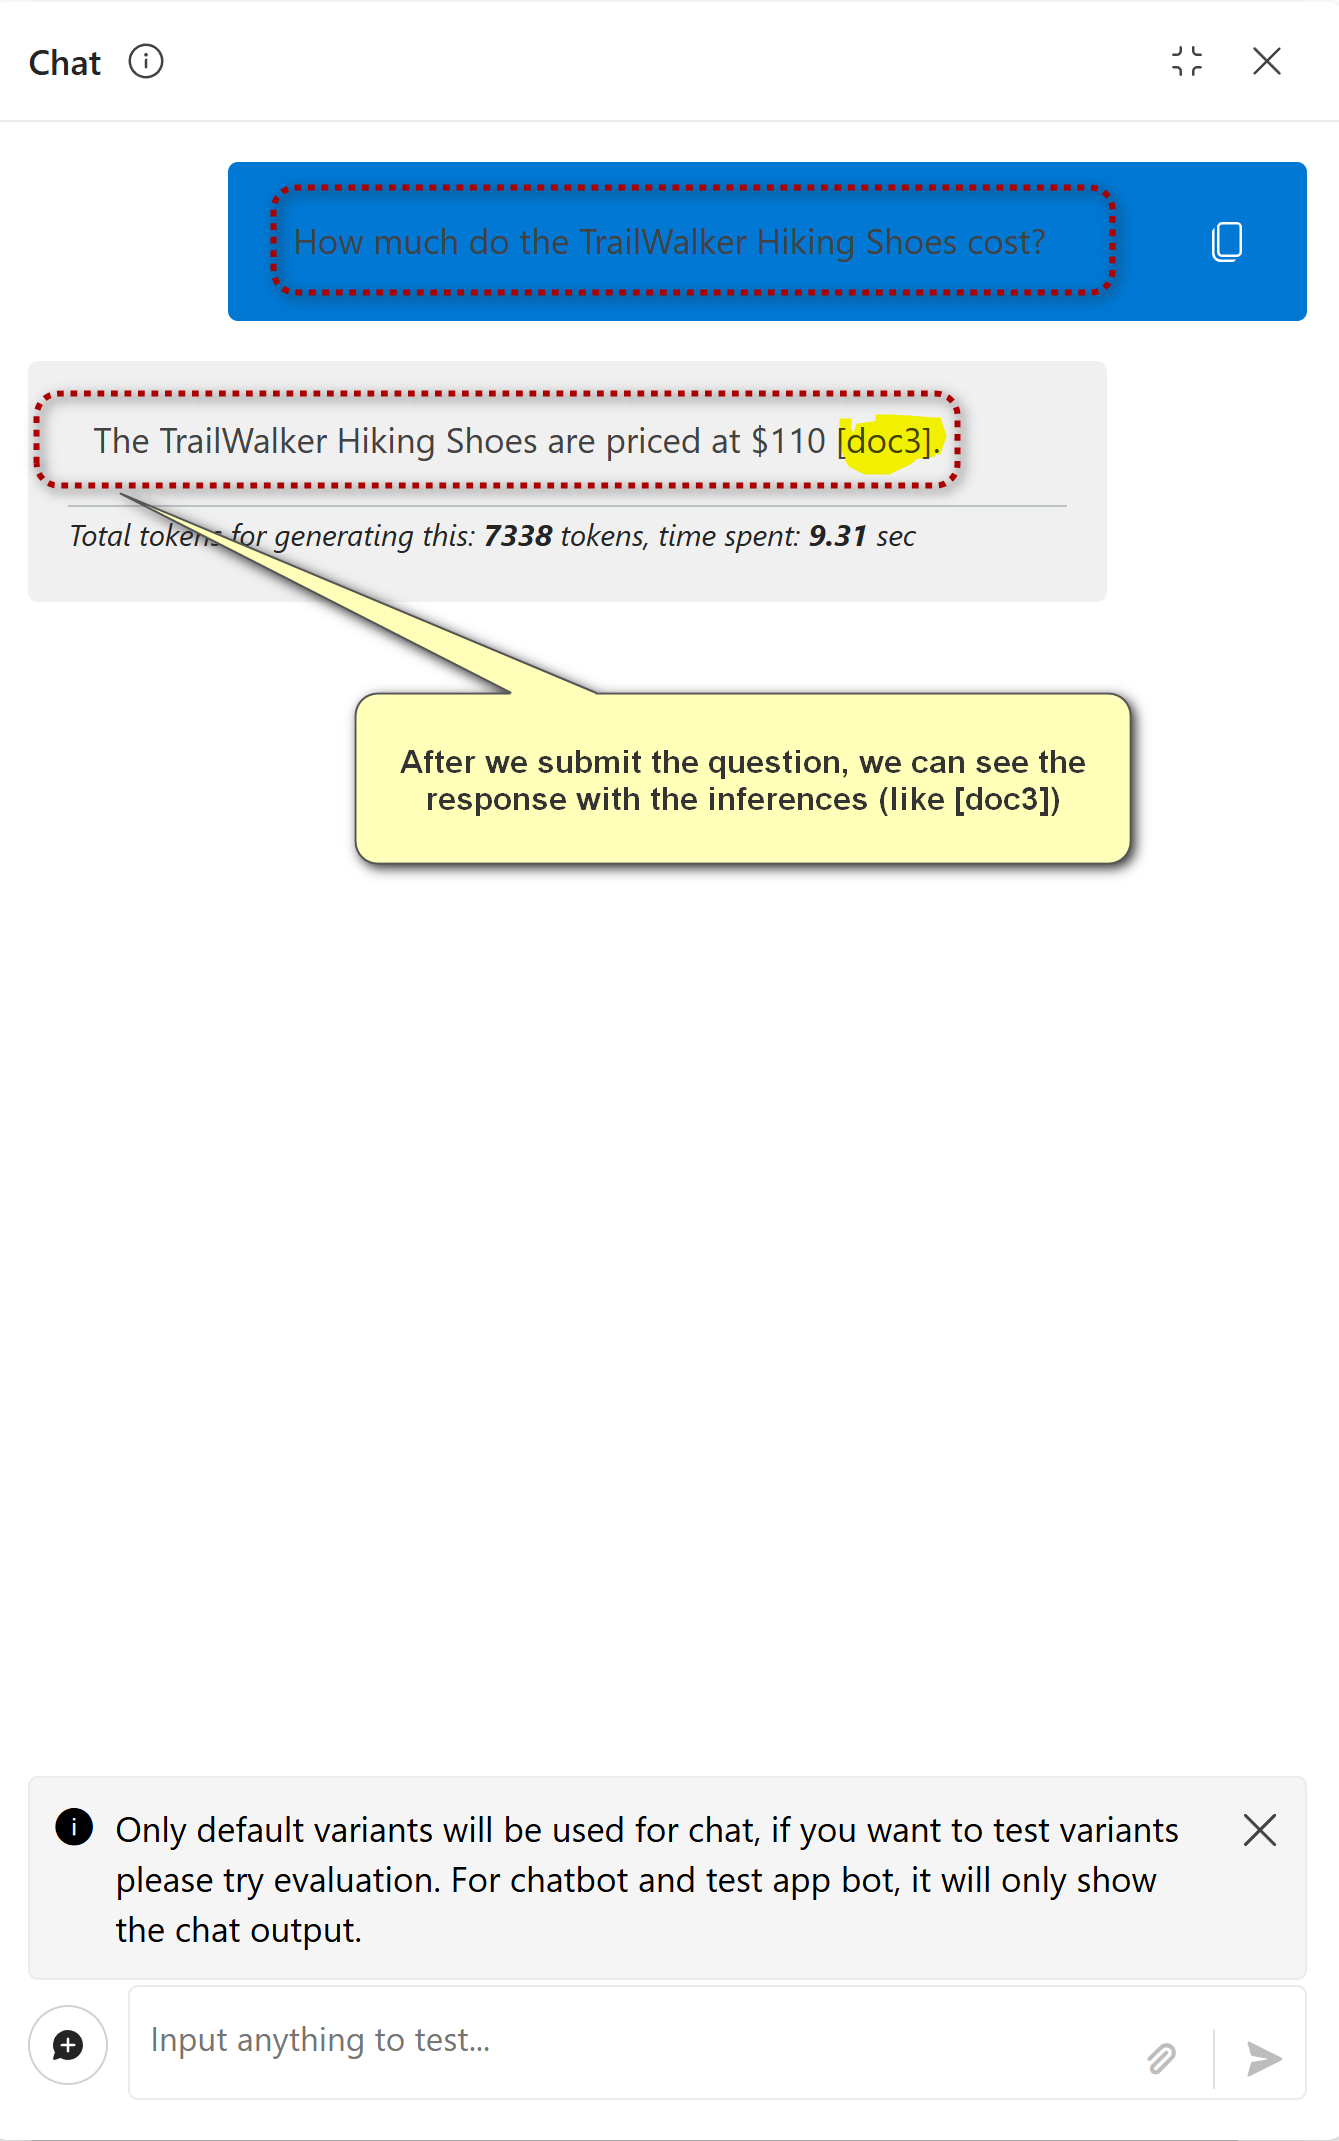 Chat
How much do the TrailWalker Hiking Shoes cost?
The TrailWalker Hiking Shoes are priced at $110 [doc3].
Total tokens for generating this: 7338 tokens, time spent: 9.31 sec
After we submit the question, we can see the
response with the inferences (like [doc3])
Only default variants will be used for chat, if you want to test variants
please try evaluation. For chatbot and test app bot, it will only show
the chat output.
Input anything to test...